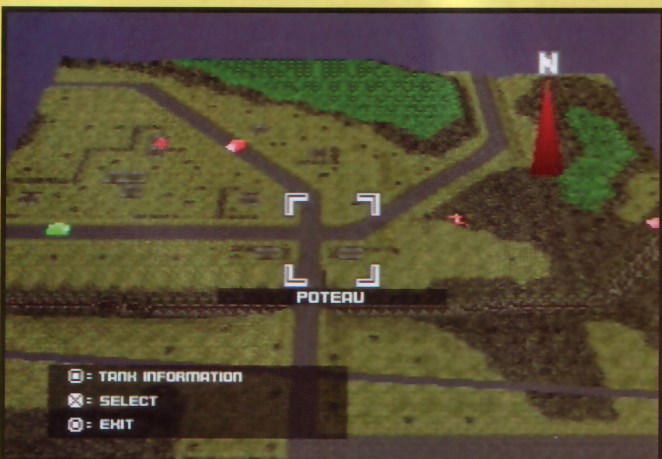 N
POTEAU
= TANK INFORMATION
= SELECT
= EXIT